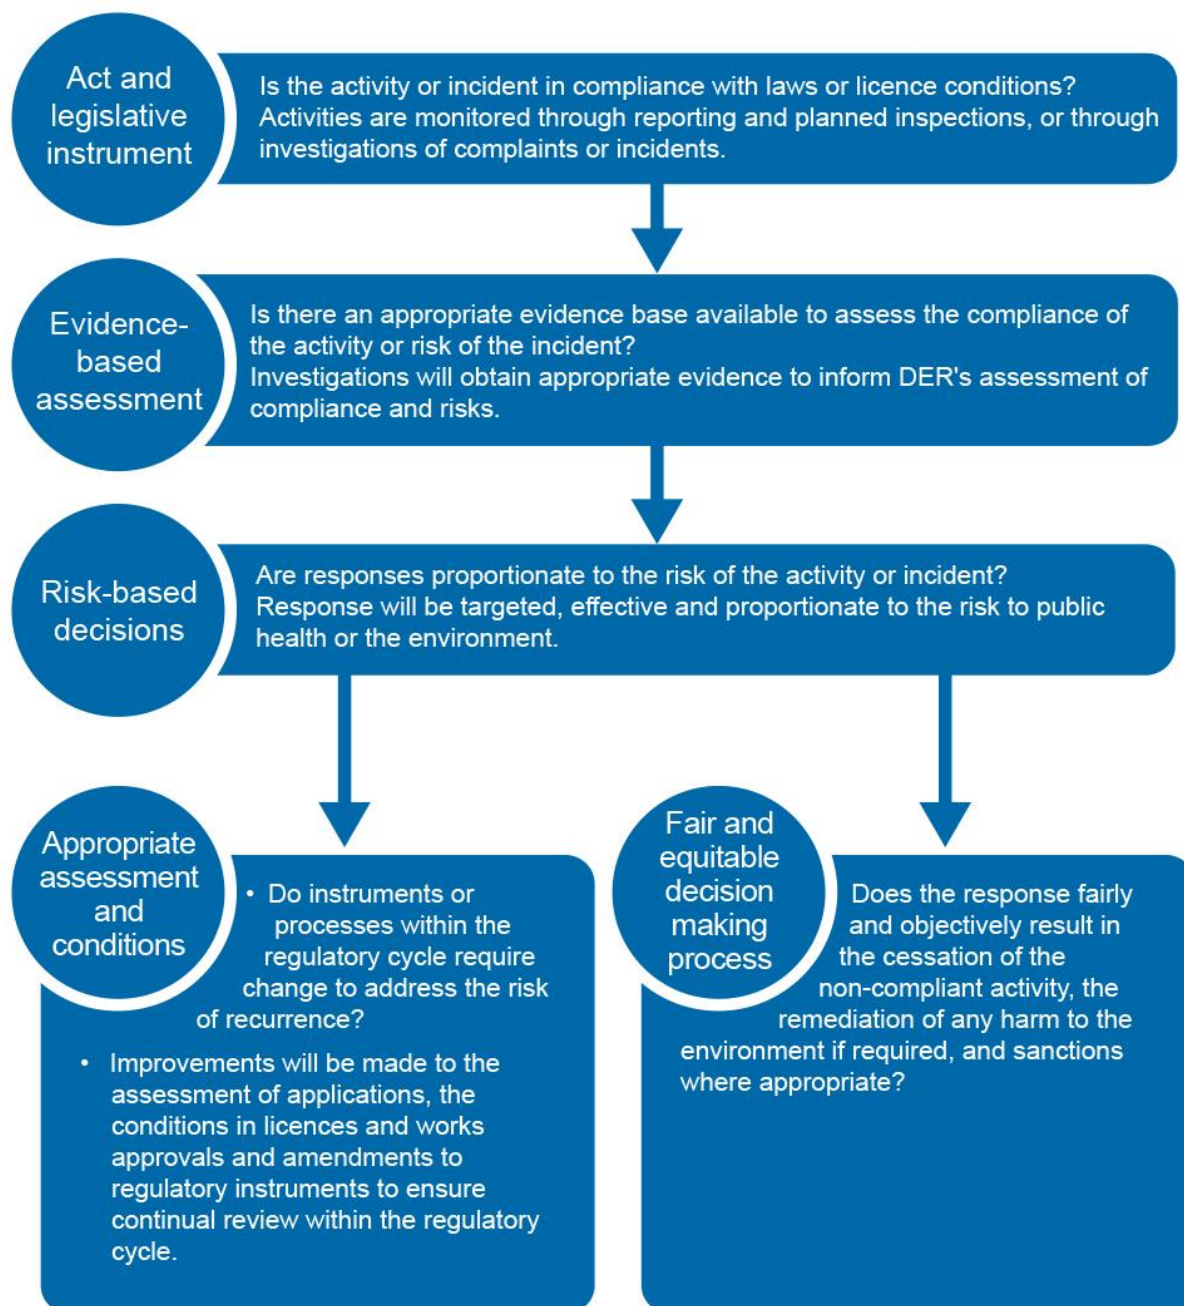 Act and
legislative
instrument
Is the activity or incident in compliance with laws or licence conditions?
Activities are monitored through reporting and planned inspections, or through
investigations of complaints or incidents.
Evidence-
based
assessment
Is there an appropriate evidence base available to assess the compliance of
the activity or risk of the incident?
Investigations will obtain appropriate evidence to inform DER's assessment of
compliance and risks.
Risk-based
decisions
Are responses proportionate to the risk of the activity or incident?
Response will be targeted, effective and proportionate to the risk to public
health or the environment.
Appropriate
assessment
and
conditions
• Do instruments or
processes within the
regulatory cycle require
change to address the risk
of recurrence?
• Improvements will be made to the
assessment of applications, the
conditions in licences and works
approvals and amendments to
regulatory instruments to ensure
continual review within the regulatory
cycle.
Fair and
equitable
decision
making
process
Does the response fairly
and objectively result in
the cessation of the
non-compliant activity, the
remediation of any harm to the
environment if required, and sanctions
where appropriate?